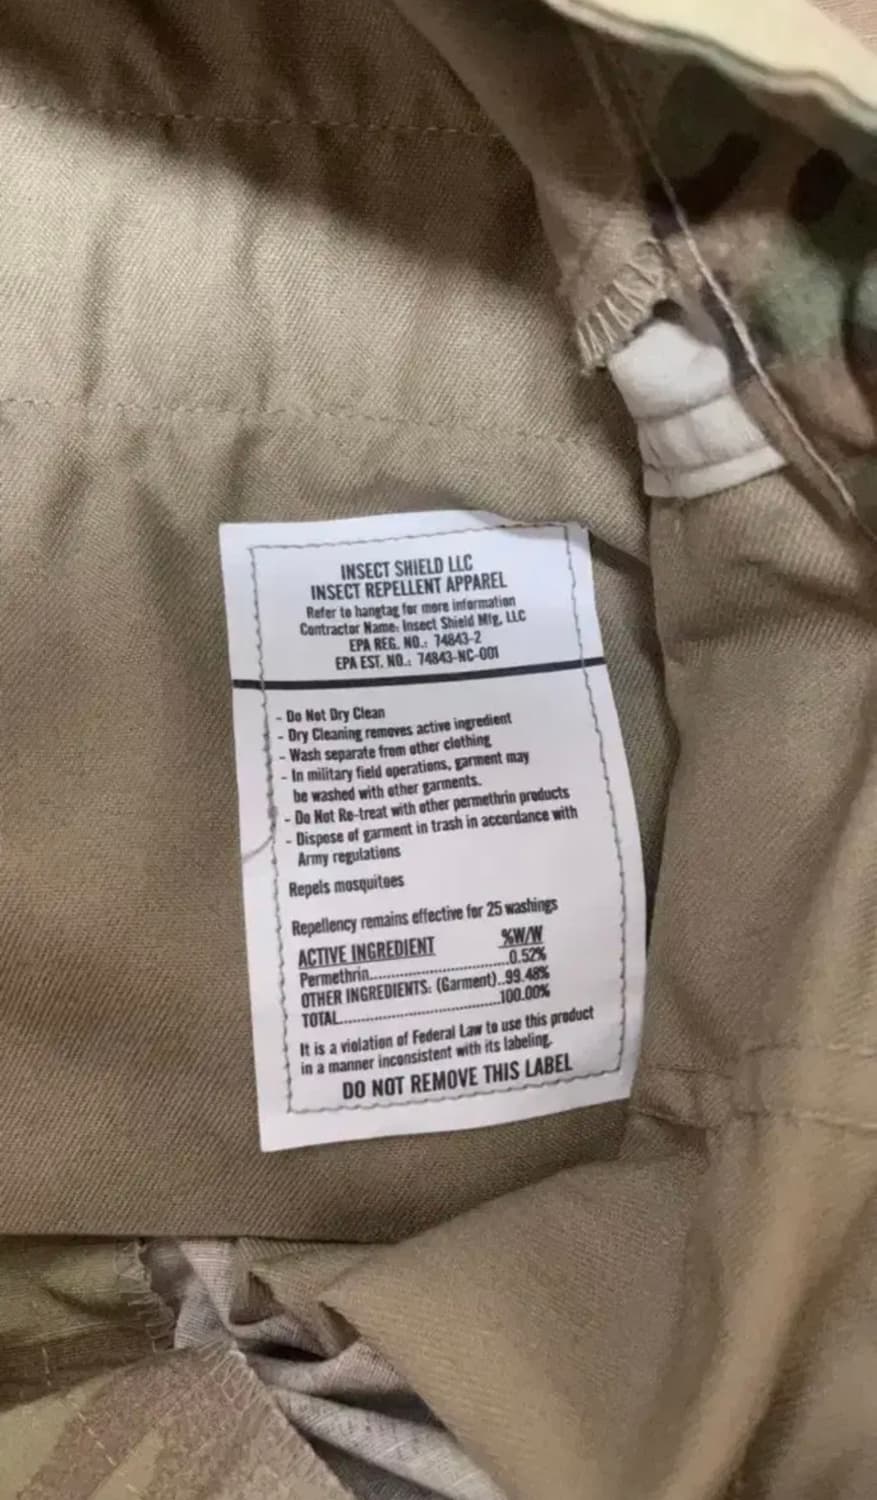 INSECT SHIELD LLC
INSECT REPELLENT APPAREL
Refer to hangtag for more information
Contractor Name: Insect Shield Mfg, LLC
EPA REG. NO.: 74843-2
EPA EST. NO.: 74843-NC-001
- Do Not Dry Clean
- Dry Cleaning removes active ingredient
- Wash separate from other clothing
- In military field operations, garment may
be washed with other garments.
- Do Not Re-treat with other permethrin products
- Dispose of garment in trash in accordance with
Army regulations
Repels mosquitoes
Repellency remains effective for 25 washings
ACTIVE INGREDIENT %W/W
Permethrin..............................0.52%
OTHER INGREDIENTS: (Garment)..99.48%
TOTAL..................................100.00%
It is a violation of Federal Law to use this product
in a manner inconsistent with its labeling.
DO NOT REMOVE THIS LABEL